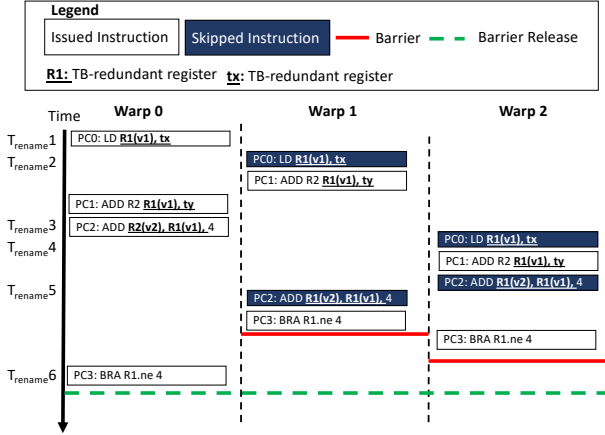 Legend
Issued Instruction Skipped Instruction Barrier Barrier Release
R1: TB-redundant register tx: TB-redundant register
Time Warp 0 Warp 1 Warp 2
Trename1 PC0: LD R1(v1), tx
Trename2 PC0: LD R1(v1), tx
PC1: ADD R2 R1(v1), ty
PC1: ADD R2 R1(v1), ty
Trename3 PC2: ADD R2(v2), R1(v1), 4
Trename4 PC0: LD R1(v1), tx
PC1: ADD R2 R1(v1), ty
PC2: ADD R1(v2), R1(v1), 4
Trename5 PC2: ADD R1(v2), R1(v1), 4
PC3: BRA R1.ne 4
PC3: BRA R1.ne 4
Trename6 PC3: BRA R1.ne 4